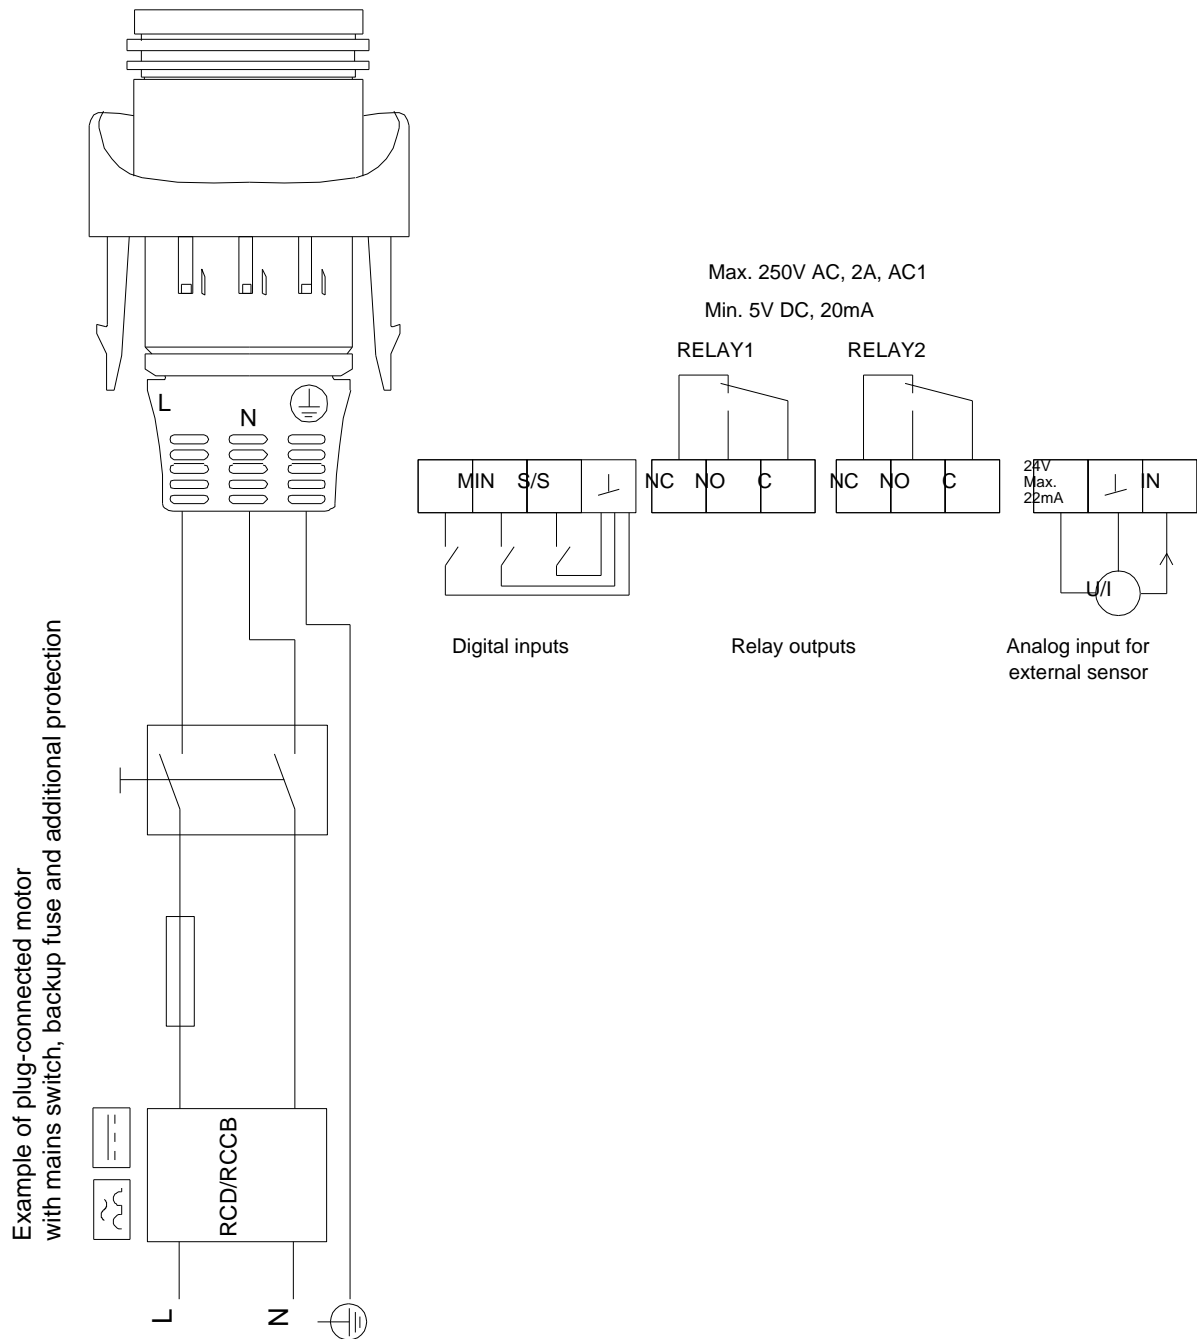 Max. 250V AC, 2A, AC1
Min. 5V DC, 20mA
RELAY1
RELAY2
L
N
MIN
S/S
NC
NO
C
NC
NO
C
24V
Max.
22mA
IN
U/I
Digital inputs
Relay outputs
Analog input for
external sensor
Example of plug-connected motor
with mains switch, backup fuse and additional protection
RCD/RCCB
L
N